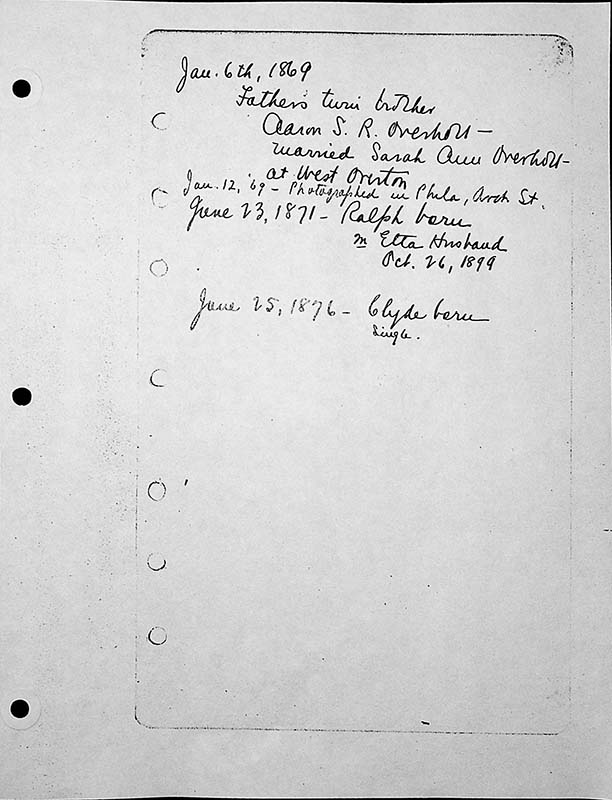 Jan. 6th, 1869
Father's twin brother
Aaron S. R. Overholt —
married Sarah Ann Overholt -
at West Overton
Jan. 12, '69 - Photographed in Phila, Arch St.
June 23, 1871 - Ralph born
m Etta Husband
Oct. 26, 1899
June 25, 1876 - Clyde born
single.